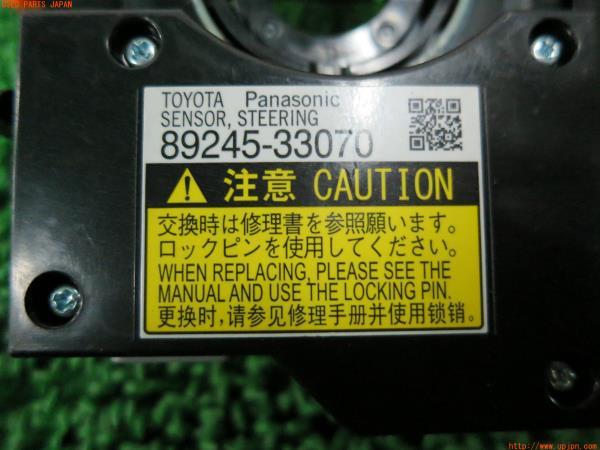 USED PARTS JAPAN
TOYOTA Panasonic
SENSOR, STEERING
89245-33070
注意 CAUTION
交換時は修理書を参照願います。
ロックピンを使用してください。
WHEN REPLACING, PLEASE SEE THE
MANUAL AND USE THE LOCKING PIN.
更换时,请参见修理手册并使用锁销。
http://www.upjpn.com/